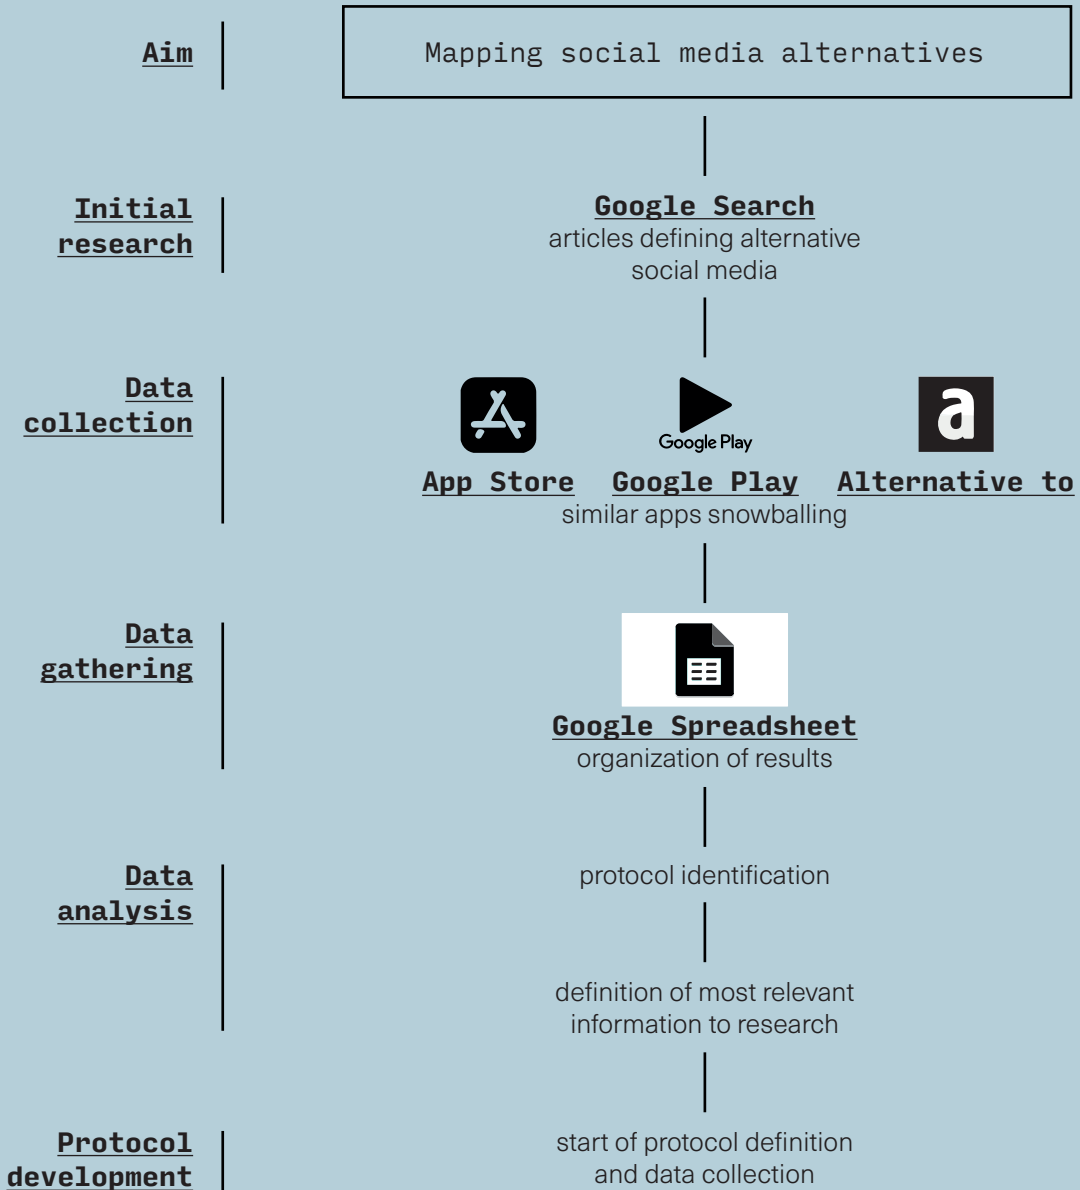 Aim
Mapping social media alternatives
Initial
research
Google Search
articles defining alternative
social media
Data
collection
a
Google Play
App Store
Google Play
Alternative to
similar apps snowballing
Data
gathering
Google Spreadsheet
organization of results
Data
analysis
protocol identification
definition of most relevant
information to research
Protocol
development
start of protocol definition
and data collection